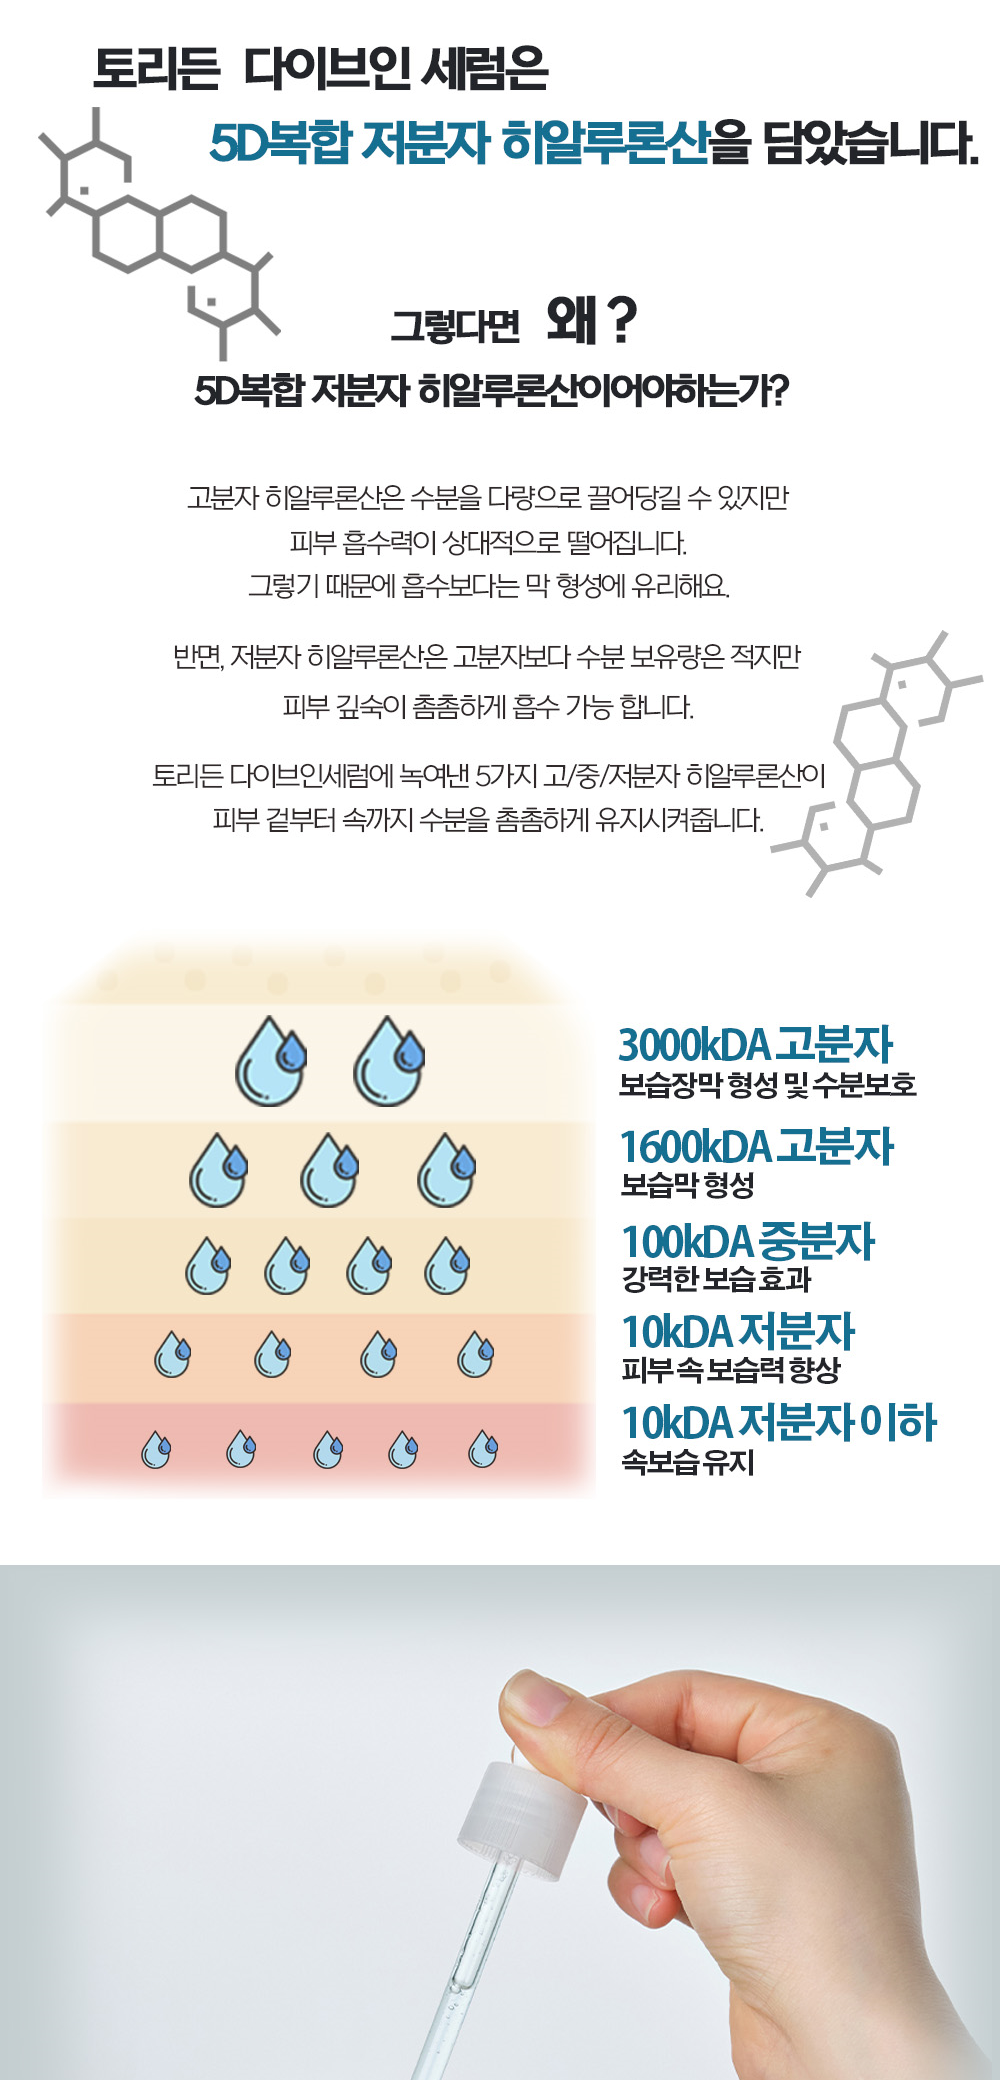 토리든 다이브인 세럼은
5D복합 저분자 히알루론산을 담았습니다.
그렇다면 왜?
5D복합 저분자 히알루론산이어야하는가?
고분자 히알루론산은 수분을 다량으로 끌어당길 수 있지만
피부 흡수력이 상대적으로 떨어집니다.
그렇기 때문에 흡수보다는 막 형성에 유리해요.
반면, 저분자 히알루론산은 고분자보다 수분 보유량은 적지만
피부 깊숙이 촘촘하게 흡수 가능 합니다.
토리든 다이브인세럼에 녹여낸 5가지 고/중/저분자 히알루론산이
피부 겉부터 속까지 수분을 촘촘하게 유지시켜줍니다.
3000kDA 고분자
보습장막 형성 및 수분보호
1600kDA 고분자
보습막 형성
100kDA 중분자
강력한 보습 효과
10kDA 저분자
피부 속 보습력 향상
10kDA 저분자 이하
속보습 유지